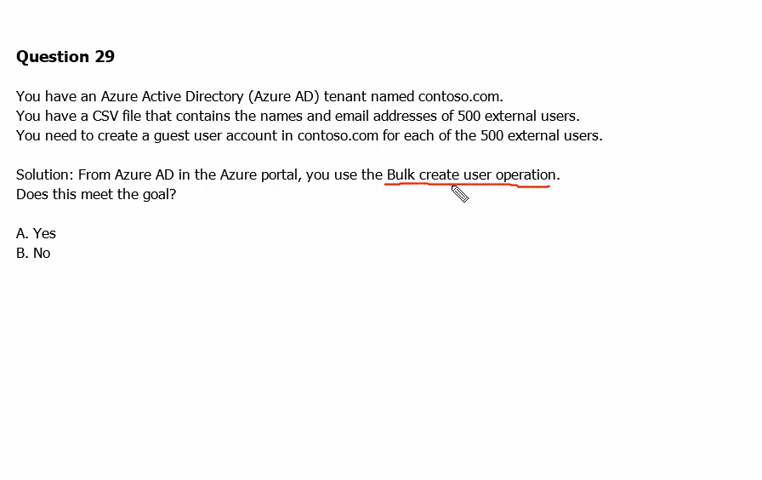 Question 29
You have an Azure Active Directory (Azure AD) tenant named contoso.com.
You have a CSV file that contains the names and email addresses of 500 external users.
You need to create a guest user account in contoso.com for each of the 500 external users.
Solution: From Azure AD in the Azure portal, you use the Bulk create user operation.
Does this meet the goal?
A. Yes
B. No